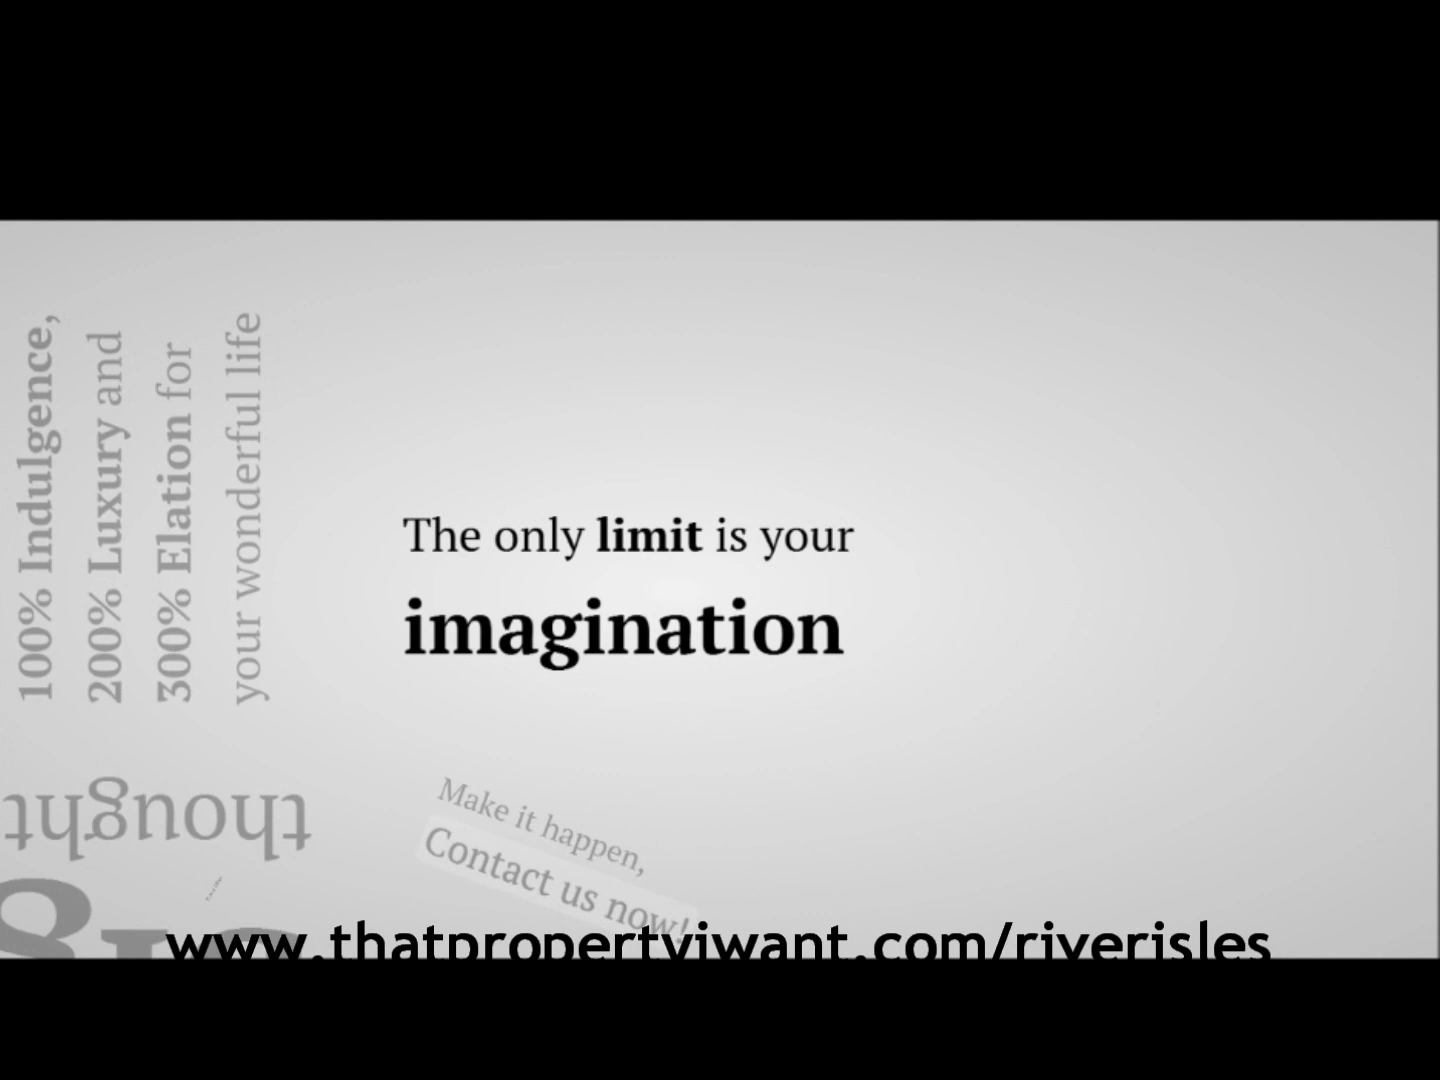 100% Indulgence,
200% Luxury and
300% Elation for
your wonderful life
The only limit is your
imagination
thought
Make it happen,
Contact us now!
www.thatpropertyiwant.com/riverisles